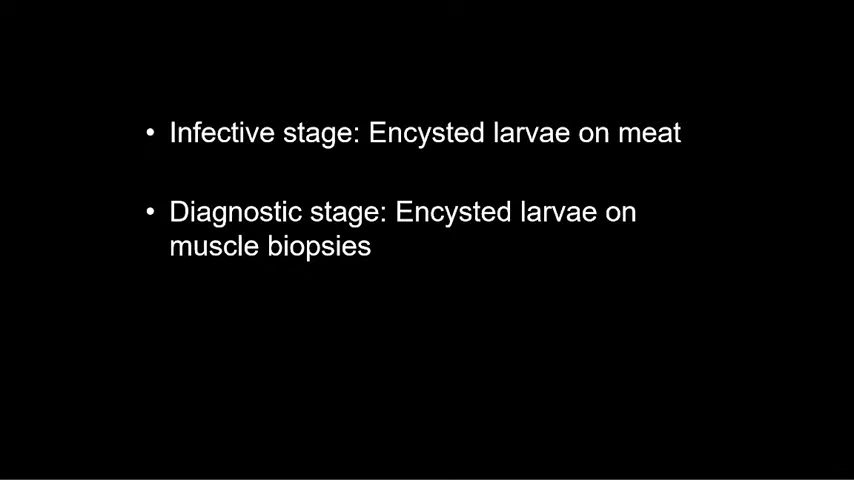 • Infective stage: Encysted larvae on meat
• Diagnostic stage: Encysted larvae on
muscle biopsies